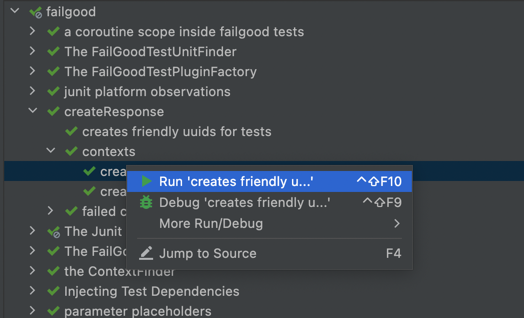 failgood
a coroutine scope inside failgood tests
The FailGoodTestUnitFinder
The FailGoodTestPluginFactory
junit platform observations
createResponse
creates friendly uuids for tests
contexts
crea
Run 'creates friendly u...' ^⇧F10
crea
Debug 'creates friendly u...' ^⇧F9
More Run/Debug
failed c
The Junit
Jump to Source F4
The FailGo
the ContextFinder
Injecting Test Dependencies
parameter placeholders